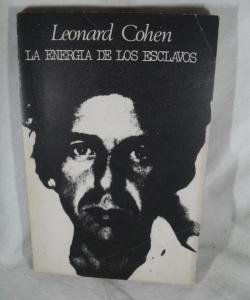 Leonard Cohen
LA ENERGIA DE LOS ESCLAVOS